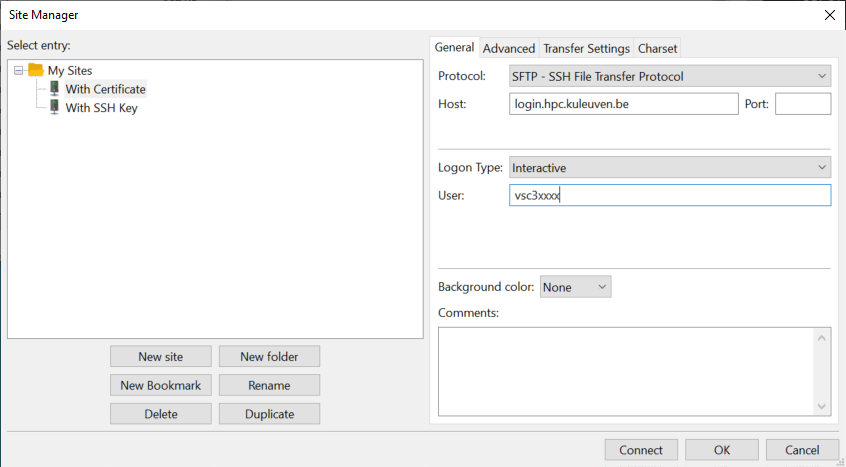 Site Manager
Select entry:
My Sites
With Certificate
With SSH Key
New site
New folder
New Bookmark
Rename
Delete
Duplicate
General
Advanced
Transfer Settings
Charset
Protocol:
SFTP - SSH File Transfer Protocol
Host:
login.hpc.kuleuven.be
Port:
Logon Type:
Interactive
User:
vsc3xxxx
Background color:
None
Comments:
Connect
OK
Cancel